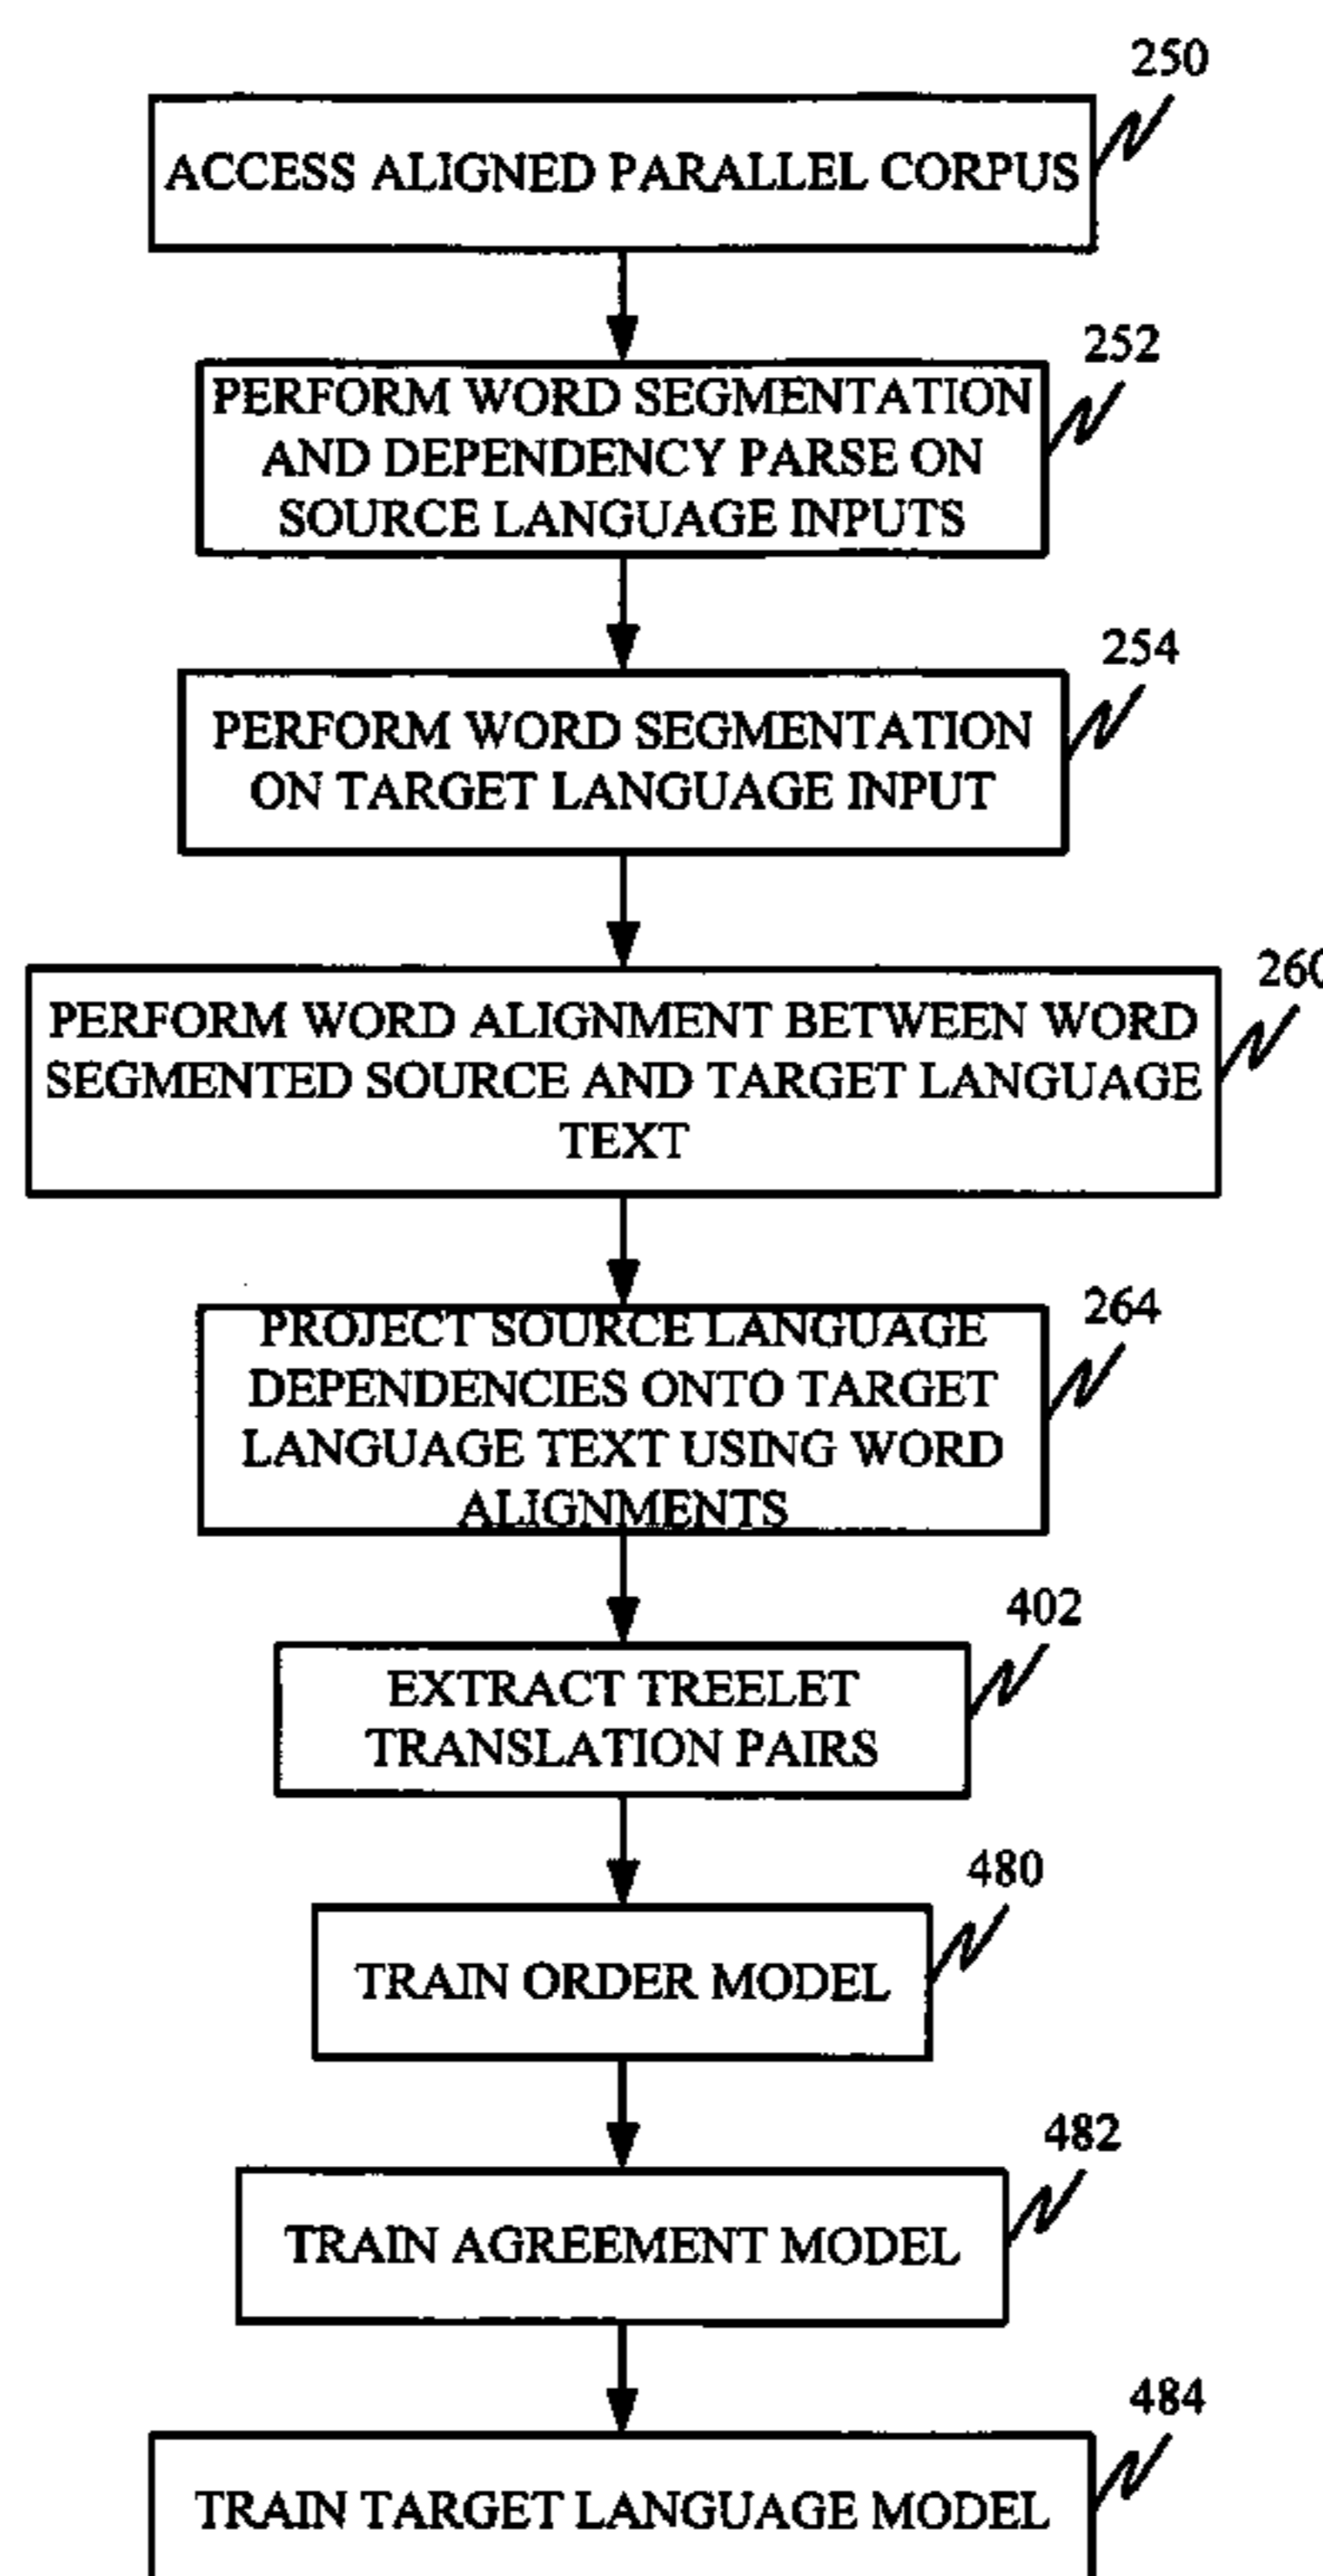 250
ACCESS ALIGNED PARALLEL CORPUS
252
PERFORM WORD SEGMENTATION
AND DEPENDENCY PARSE ON
SOURCE LANGUAGE INPUTS
254
PERFORM WORD SEGMENTATION
ON TARGET LANGUAGE INPUT
260
PERFORM WORD ALIGNMENT BETWEEN WORD
SEGMENTED SOURCE AND TARGET LANGUAGE
TEXT
264
PROJECT SOURCE LANGUAGE
DEPENDENCIES ONTO TARGET
LANGUAGE TEXT USING WORD
ALIGNMENTS
402
EXTRACT TREELET
TRANSLATION PAIRS
480
TRAIN ORDER MODEL
482
TRAIN AGREEMENT MODEL
484
TRAIN TARGET LANGUAGE MODEL